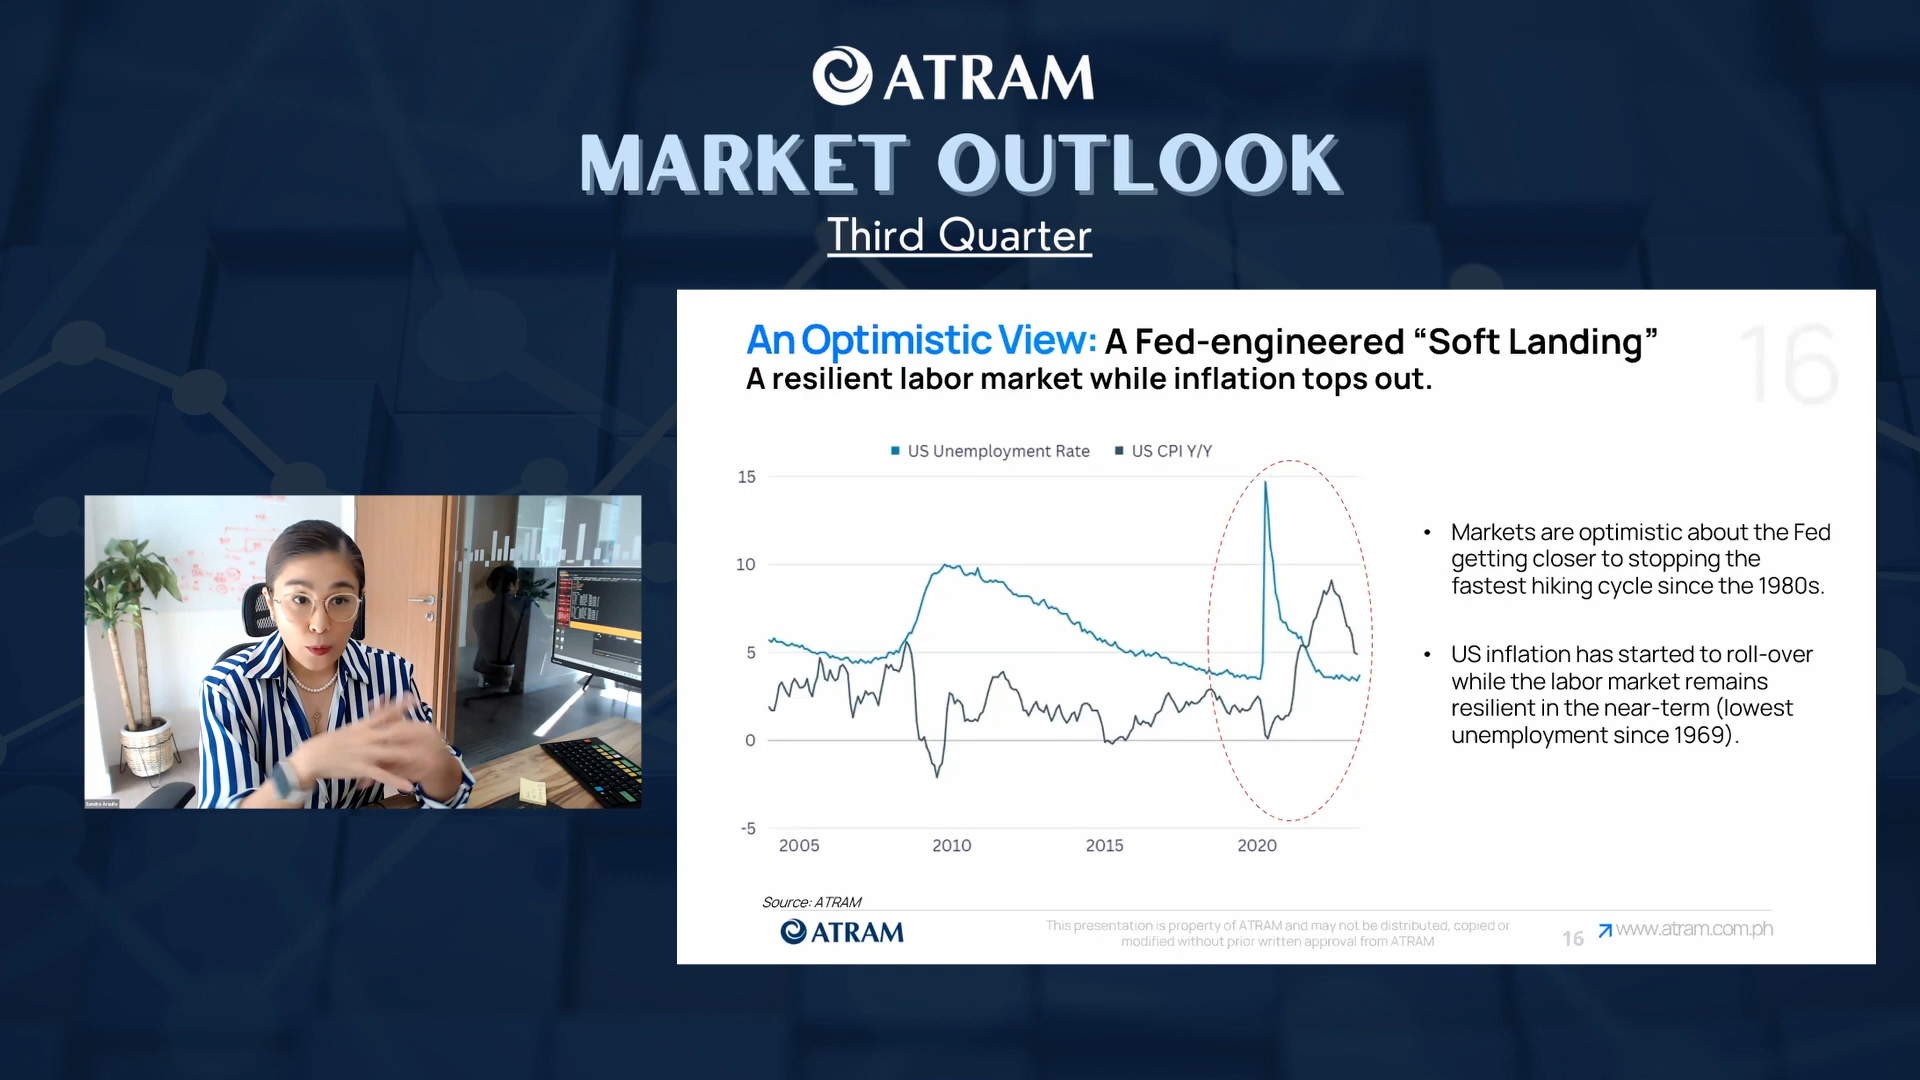 ATRAM
MARKET OUTLOOK
Third Quarter
An Optimistic View: A Fed-engineered “Soft Landing”
A resilient labor market while inflation tops out.
16
US Unemployment Rate
US CPI Y/Y
15
10
5
0
-5
2005
2010
2015
2020
• Markets are optimistic about the Fed
getting closer to stopping the
fastest hiking cycle since the 1980s.
• US inflation has started to roll-over
while the labor market remains
resilient in the near-term (lowest
unemployment since 1969).
Source: ATRAM
ATRAM
This presentation is property of ATRAM and may not be distributed, copied or
modified without prior written approval from ATRAM
16
www.atram.com.ph
Sandra Araullo